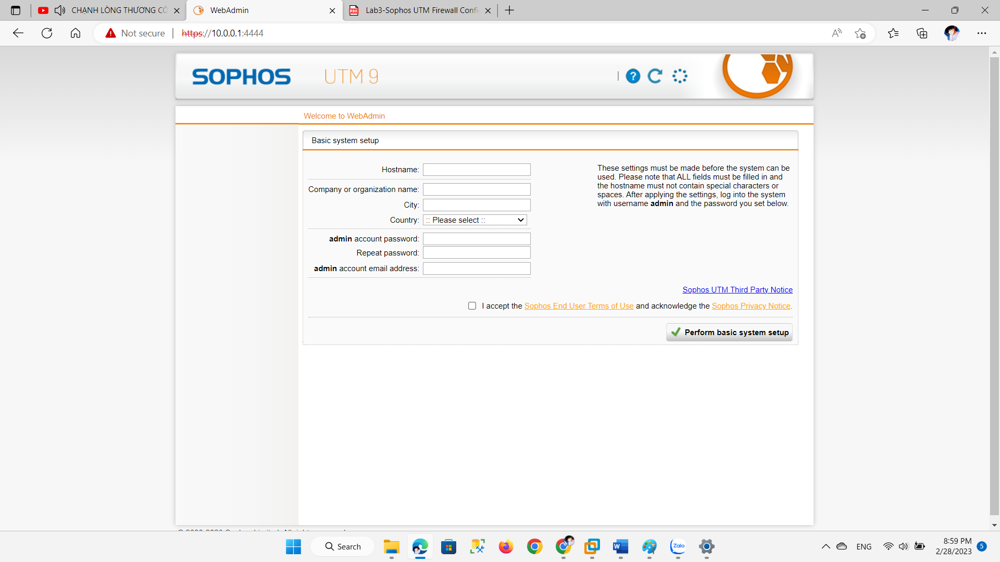 CHẠNH LÒNG THƯƠNG CÔ
WebAdmin
Lab3-Sophos UTM Firewall Confi
Not secure
https://10.0.0.1:4444
SOPHOS UTM 9
Welcome to WebAdmin
Basic system setup
Hostname:
Company or organization name:
City:
Country: :: Please select ::
admin account password:
Repeat password:
admin account email address:
These settings must be made before the system can be
used. Please note that ALL fields must be filled in and
the hostname must not contain special characters or
spaces. After applying the settings, log into the system
with username admin and the password you set below.
Sophos UTM Third Party Notice
I accept the Sophos End User Terms of Use and acknowledge the Sophos Privacy Notice.
Perform basic system setup
Search
W
Zalo
ENG
8:59 PM
2/28/2023
5